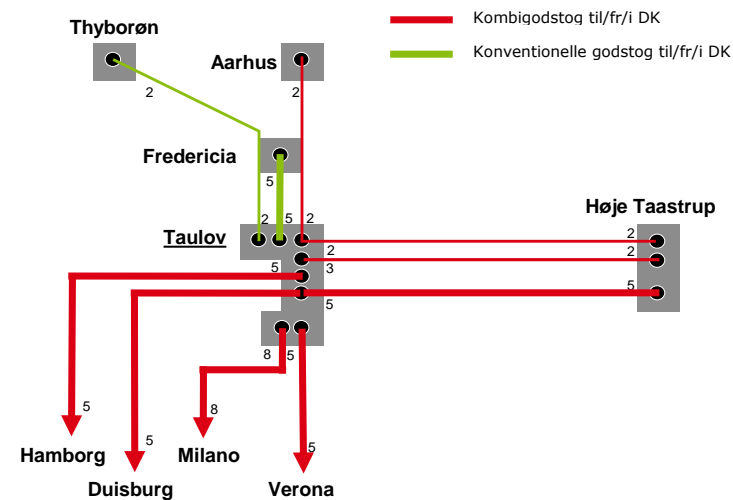 Kombigodstog til/fr/i DK
Thyborøn
Aarhus
Konventionelle godstog til/fr/i DK
2
2
Fredericia
5
Høje Taastrup
2
5
2
Taulov
2
2
2
5
3
5
5
8
5
5
8
5
5
Hamborg
Milano
Duisburg
Verona